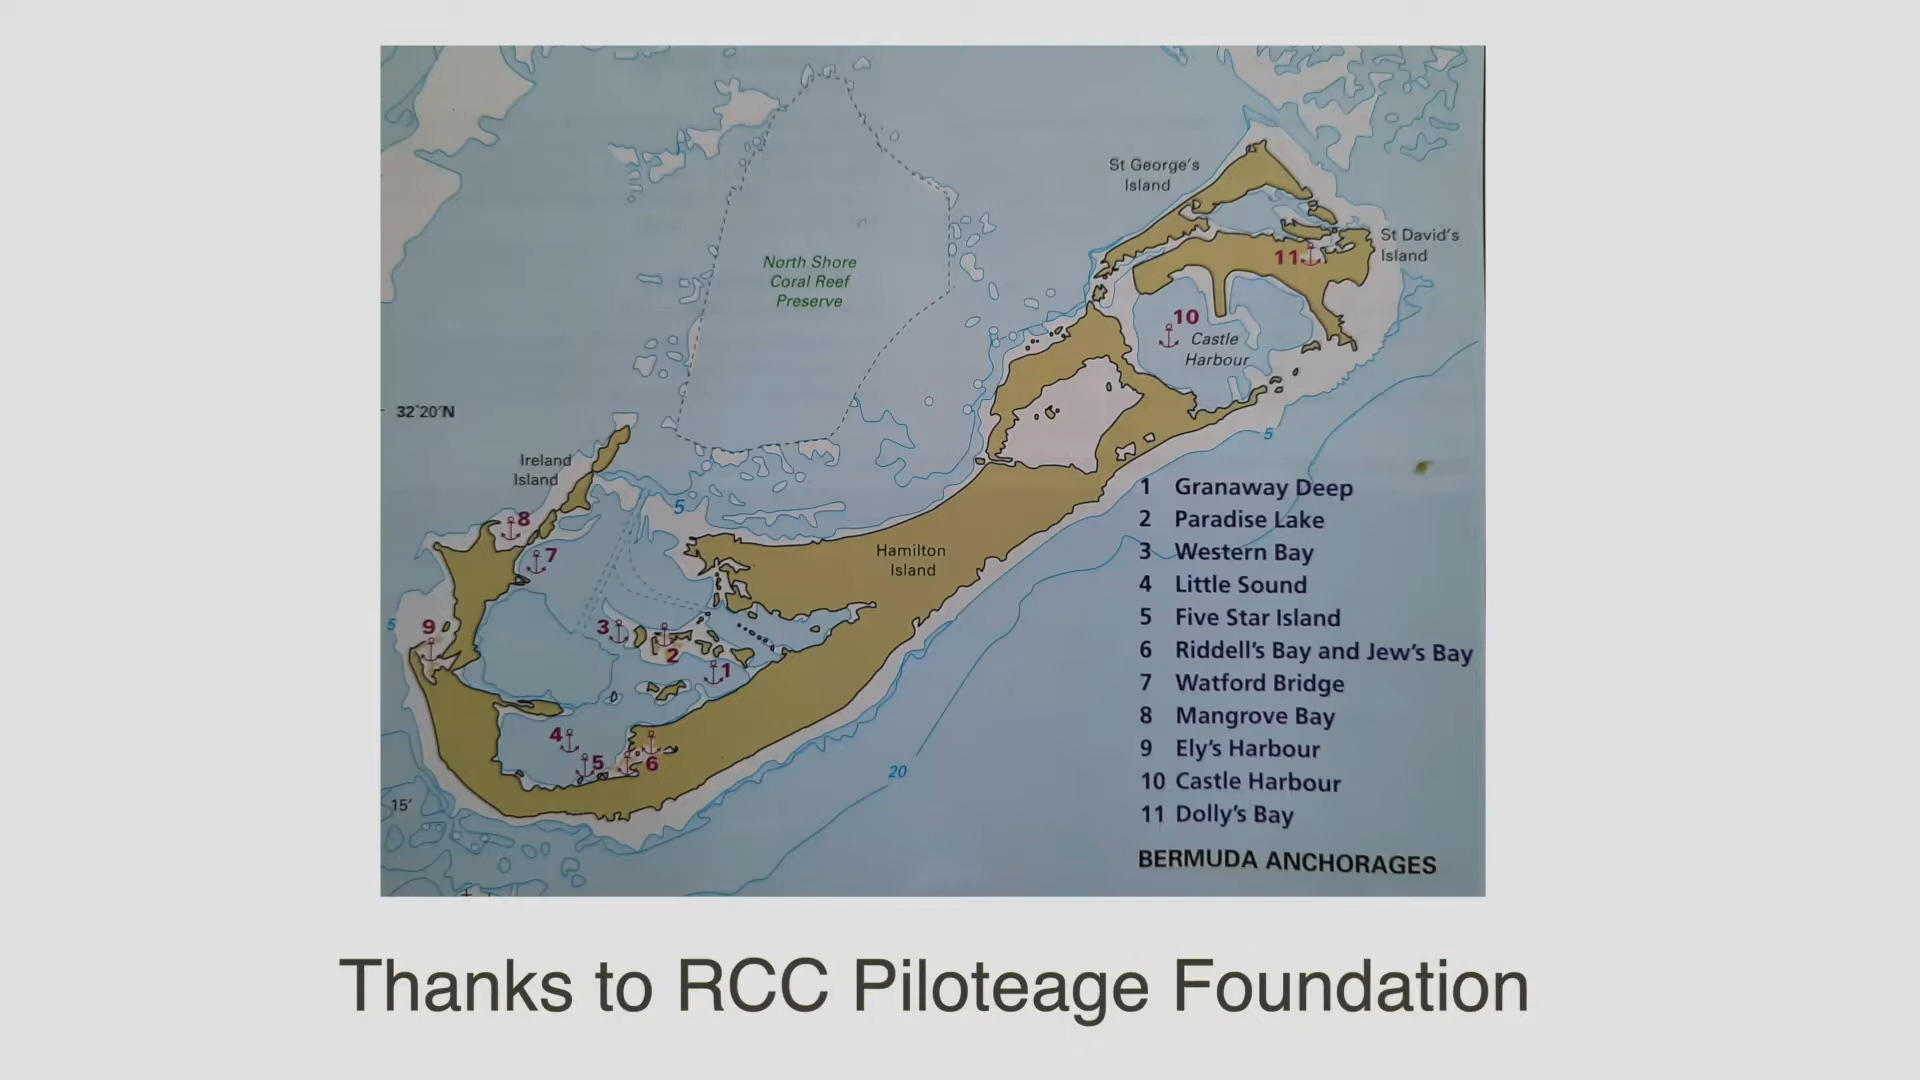 St George's
Island
St David's
Island
11
North Shore
Coral Reef
Preserve
10
Castle
Harbour
32°20'N
5
Ireland
Island
8
5
7
Hamilton
Island
5
9
3
2
1
4
5
6
20
15'
1 Granaway Deep
2 Paradise Lake
3 Western Bay
4 Little Sound
5 Five Star Island
6 Riddell's Bay and Jew's Bay
7 Watford Bridge
8 Mangrove Bay
9 Ely's Harbour
10 Castle Harbour
11 Dolly's Bay
BERMUDA ANCHORAGES
Thanks to RCC Piloteage Foundation